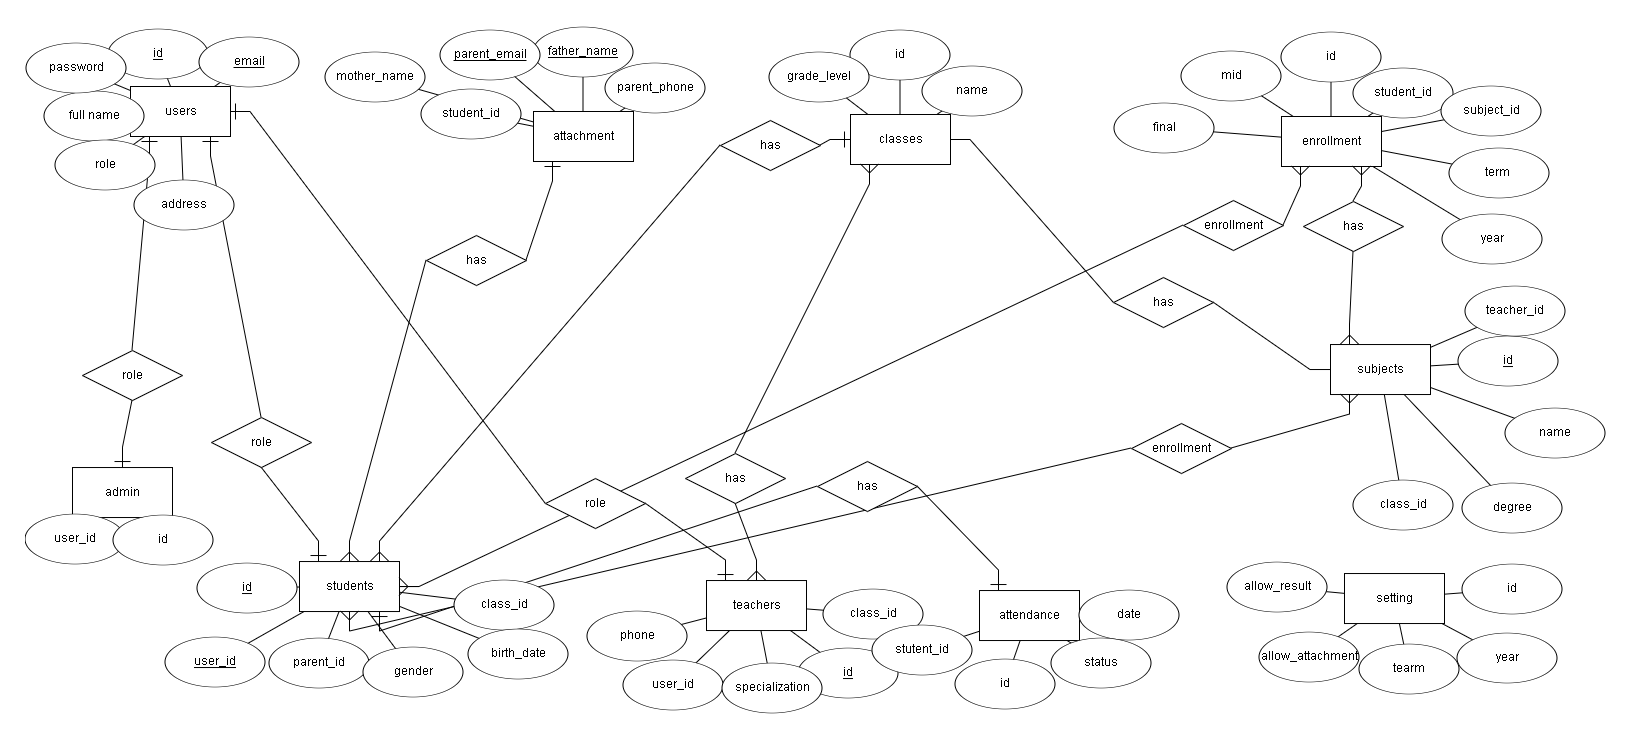 id
password
email
users
full name
role
address
parent_email
father_name
mother_name
parent_phone
student_id
attachment
id
grade_level
name
classes
has
id
mid
student_id
subject_id
final
enrollment
term
year
enrollment
has
has
has
teacher_id
subjects
id
name
class_id
degree
role
role
enrollment
has
has
role
admin
user_id
id
id
students
class_id
user_id
parent_id
gender
birth_date
teachers
phone
class_id
user_id
specialization
id
attendance
date
stutent_id
status
id
allow_result
setting
id
allow_attachment
tearm
year